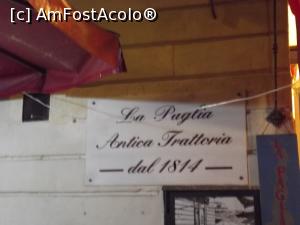 [c] AmFostAcolo®
La Paglia
Antica Trattoria
dal 1814